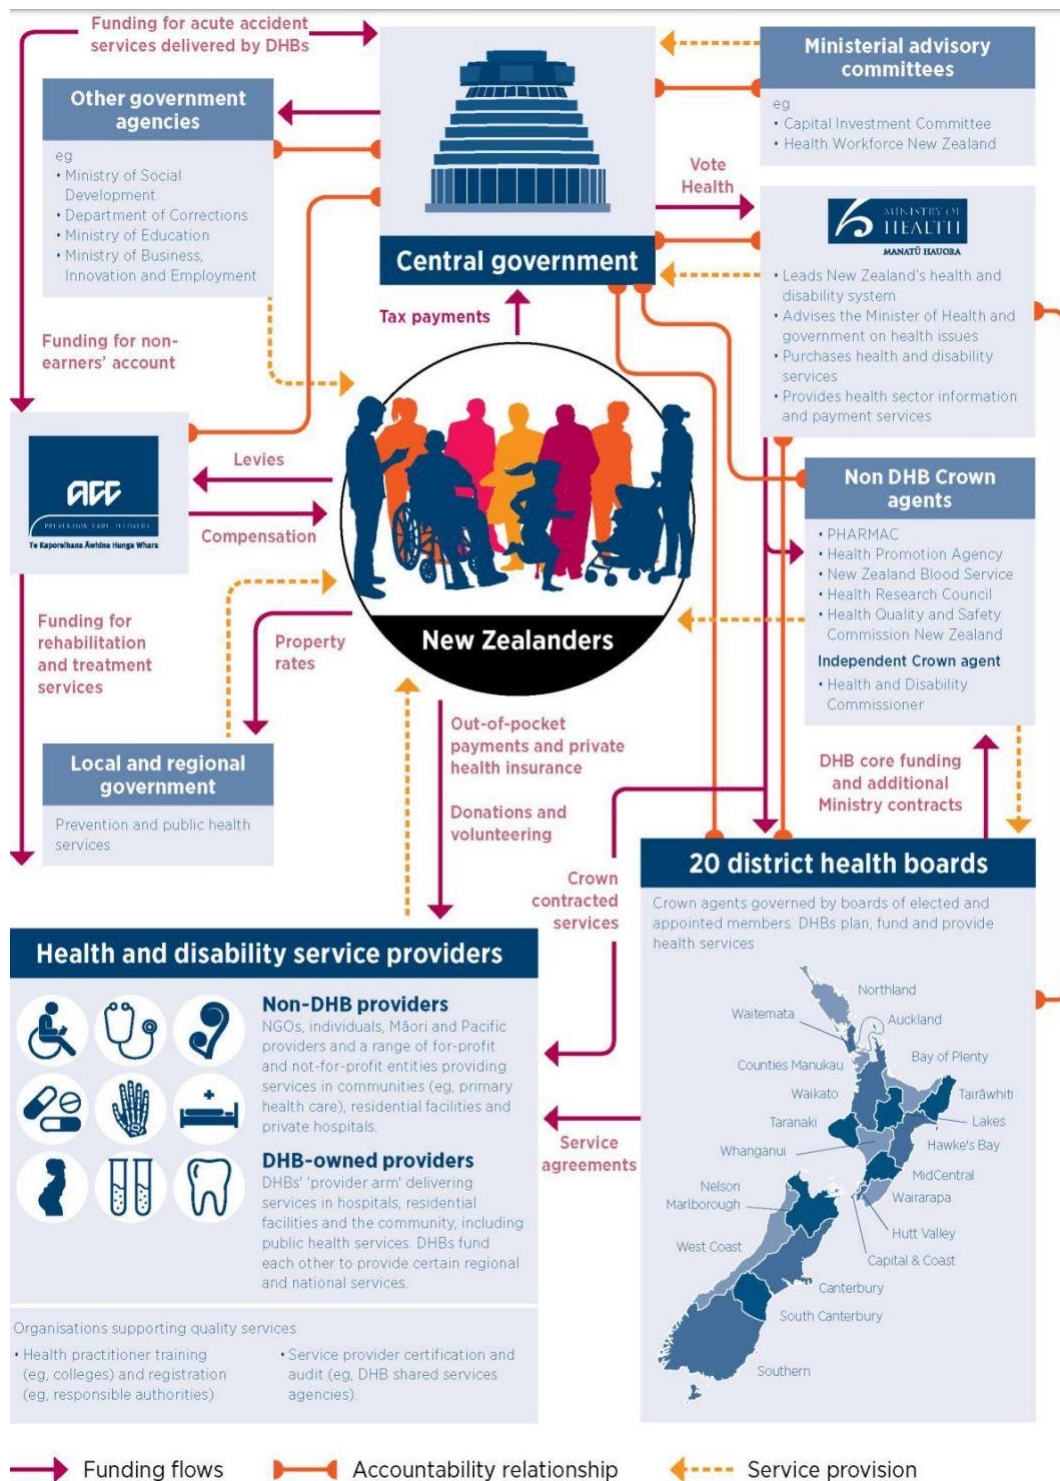 Funding for acute accident
services delivered by DHBs
Ministerial advisory
committees
eg
• Capital Investment Committee
• Health Workforce New Zealand
Other government
agencies
eg
• Ministry of Social
Development
• Department of Corrections
• Ministry of Education
• Ministry of Business,
Innovation and Employment
Central government
Vote
Health
MINISTRY OF
HEALTH
MANATŪ HAUORA
• Leads New Zealand's health and
disability system
• Advises the Minister of Health and
government on health issues
• Purchases health and disability
services
• Provides health sector information
and payment services
Tax payments
Funding for non-
earners' account
ACC
PREVENTION. CARE. RECOVERY.
Te Kaporeihana Āwhina Hunga Whara
Levies
Compensation
New Zealanders
Non DHB Crown
agents
• PHARMAC
• Health Promotion Agency
• New Zealand Blood Service
• Health Research Council
• Health Quality and Safety
Commission New Zealand
Independent Crown agent
• Health and Disability
Commissioner
Funding for
rehabilitation
and treatment
services
Property
rates
Local and regional
government
Prevention and public health
services
Out-of-pocket
payments and private
health insurance
Donations and
volunteering
DHB core funding
and additional
Ministry contracts
Crown
contracted
services
20 district health boards
Crown agents governed by boards of elected and
appointed members. DHBs plan, fund and provide
health services
Northland
Waitemata
Auckland
Counties Manukau
Bay of Plenty
Waikato
Tairāwhiti
Taranaki
Lakes
Whanganui
Hawke's Bay
MidCentral
Nelson
Marlborough
Wairarapa
Hutt Valley
West Coast
Capital & Coast
Canterbury
South Canterbury
Southern
Health and disability service providers
Non-DHB providers
NGOs, individuals, Māori and Pacific
providers and a range of for-profit
and not-for-profit entities providing
services in communities (eg, primary
health care), residential facilities and
private hospitals.
DHB-owned providers
DHBs' 'provider arm' delivering
services in hospitals, residential
facilities and the community, including
public health services. DHBs fund
each other to provide certain regional
and national services.
Service
agreements
Organisations supporting quality services
• Health practitioner training
(eg, colleges) and registration
(eg, responsible authorities)
• Service provider certification and
audit (eg, DHB shared services
agencies).
Funding flows
Accountability relationship
Service provision